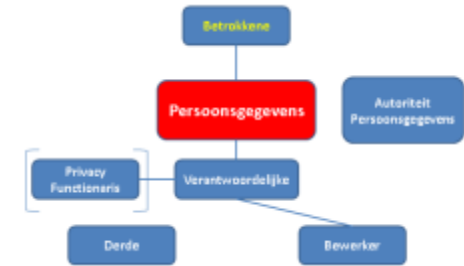 Betrokkene
Persoonsgegevens
Autoriteit
Persoonsgegevens
Privacy
Functionaris
Verantwoordelijke
Derde
Bewerker